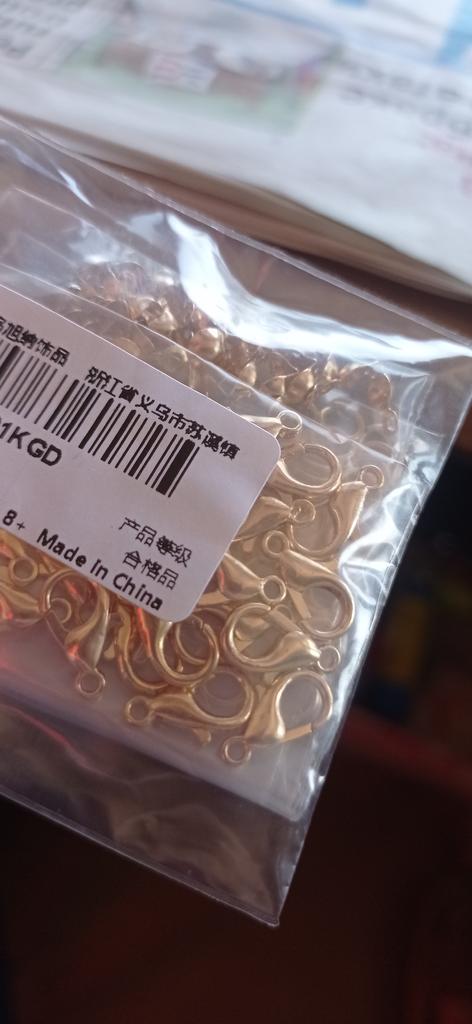 旭美饰品 浙江省义乌市苏溪镇
1KGD
产品等级
8+ 合格品
Made in China